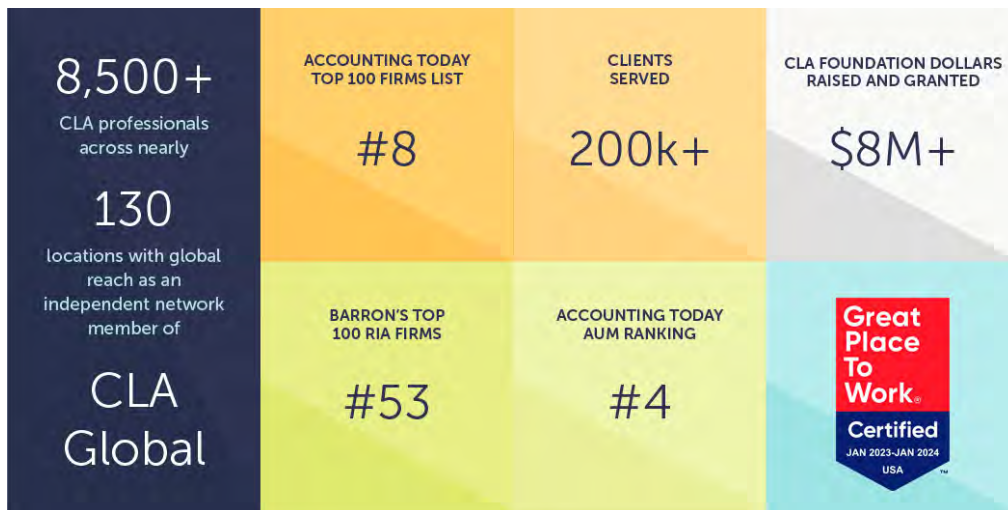 8,500+
CLA professionals
across nearly
130
locations with global
reach as an
independent network
member of
CLA
Global
ACCOUNTING TODAY
TOP 100 FIRMS LIST
#8
CLIENTS
SERVED
200k+
CLA FOUNDATION DOLLARS
RAISED AND GRANTED
$8M+
BARRON'S TOP
100 RIA FIRMS
#53
ACCOUNTING TODAY
AUM RANKING
#4
Great
Place
To
Work®
Certified
JAN 2023-JAN 2024
USA
™